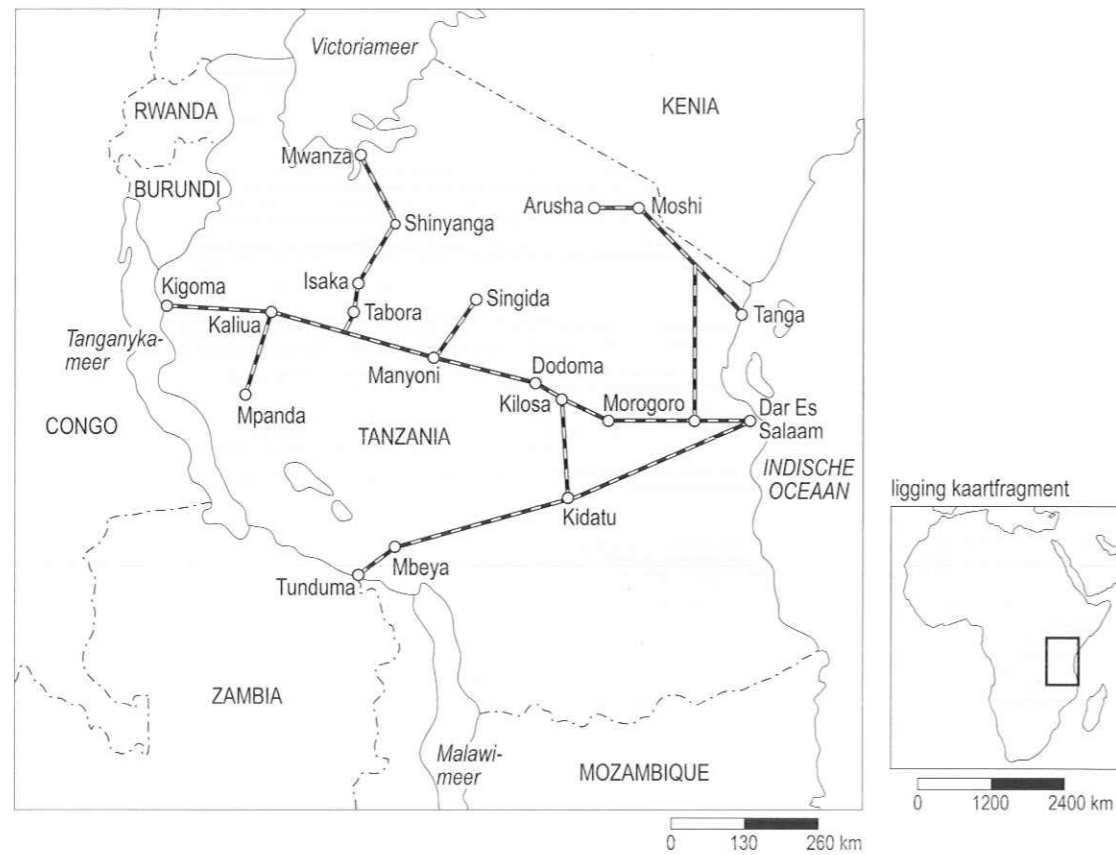 Victoriameer
RWANDA
KENIA
Mwanza
BURUNDI
Arusha
Moshi
Shinyanga
Isaka
Kigoma
Singida
Kaliua
Tabora
Tanga
Tanganyka-
meer
Manyoni
Dodoma
Mpanda
Kilosa
Morogoro
Dar Es
Salaam
CONGO
TANZANIA
INDISCHE
OCEAAN
Kidatu
Mbeya
Tunduma
ZAMBIA
Malawi-
meer
MOZAMBIQUE
0 130 260 km
ligging kaartfragment
0 1200 2400 km